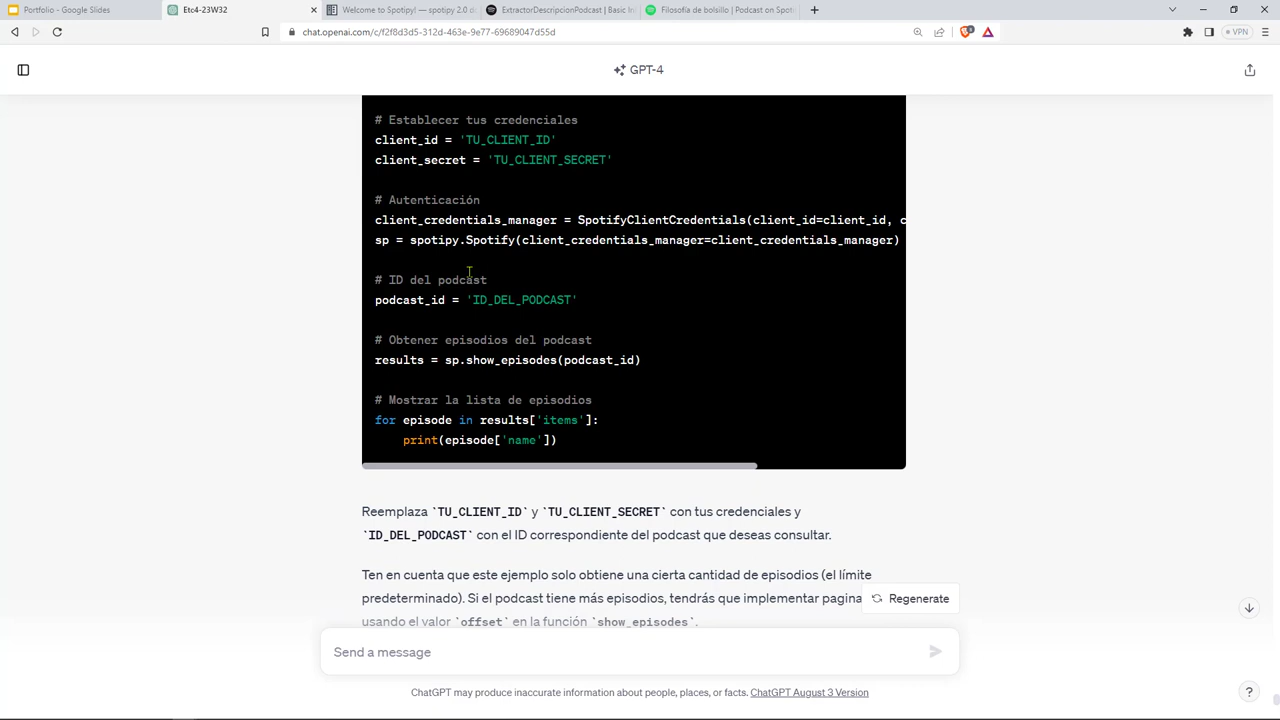 Portfolio - Google Slides
Etc4-23W32
Welcome to Spotipy! — spotipy 2.0 d
ExtractorDescripcionPodcast | Basic In
Filosofía de bolsillo | Podcast on Spot
chat.openai.com/c/f2f8d3d5-312d-463e-9e77-69689047d55d
VPN
GPT-4
# Establecer tus credenciales
client_id = 'TU_CLIENT_ID'
client_secret = 'TU_CLIENT_SECRET'
# Autenticación
client_credentials_manager = SpotifyClientCredentials(client_id=client_id, c
sp = spotipy.Spotify(client_credentials_manager=client_credentials_manager)
# ID del podcast
podcast_id = 'ID_DEL_PODCAST'
# Obtener episodios del podcast
results = sp.show_episodes(podcast_id)
# Mostrar la lista de episodios
for episode in results['items']:
print(episode['name'])
Reemplaza `TU_CLIENT_ID` y `TU_CLIENT_SECRET` con tus credenciales y
`ID_DEL_PODCAST` con el ID correspondiente del podcast que deseas consultar.
Ten en cuenta que este ejemplo solo obtiene una cierta cantidad de episodios (el límite
predeterminado). Si el podcast tiene más episodios, tendrás que implementar pagina
Regenerate
usando el valor `offset` en la función `show_episodes`.
Send a message
ChatGPT may produce inaccurate information about people, places, or facts. ChatGPT August 3 Version
?